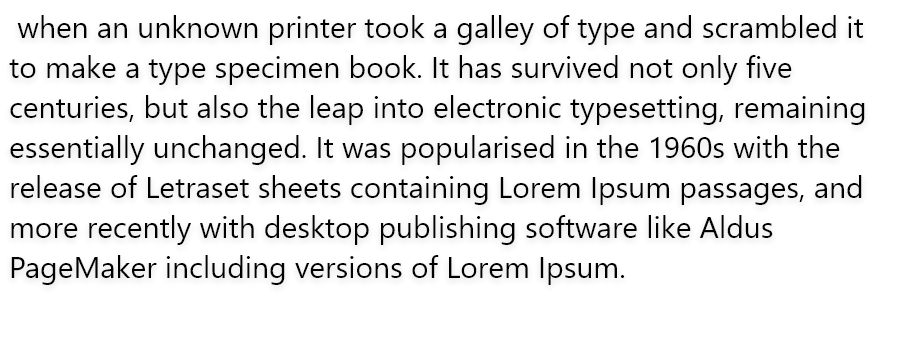 when an unknown printer took a galley of type and scrambled it
to make a type specimen book. It has survived not only five
centuries, but also the leap into electronic typesetting, remaining
essentially unchanged. It was popularised in the 1960s with the
release of Letraset sheets containing Lorem Ipsum passages, and
more recently with desktop publishing software like Aldus
PageMaker including versions of Lorem Ipsum.